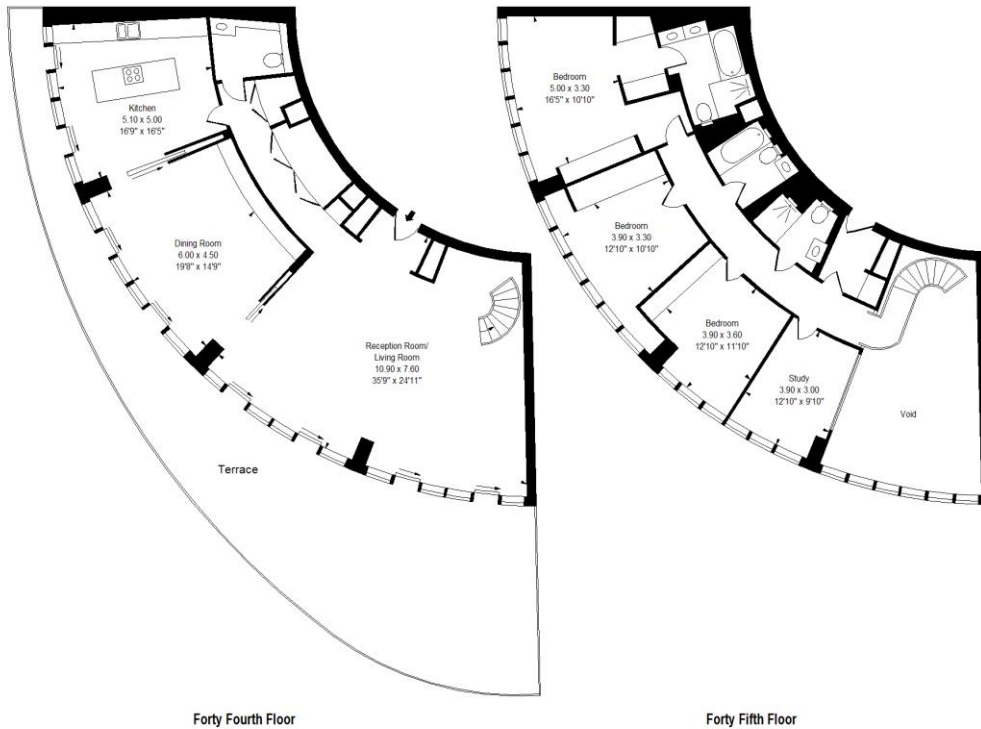 Kitchen
5.10 x 5.00
16'9" x 16'5"
Dining Room
6.00 x 4.50
19'8" x 14'9"
Reception Room/
Living Room
10.90 x 7.60
35'9" x 24'11"
Terrace
Forty Fourth Floor
Bedroom
5.00 x 3.30
16'5" x 10'10"
Bedroom
3.90 x 3.30
12'10" x 10'10"
Bedroom
3.90 x 3.60
12'10" x 11'10"
Study
3.90 x 3.00
12'10" x 9'10"
Void
Forty Fifth Floor